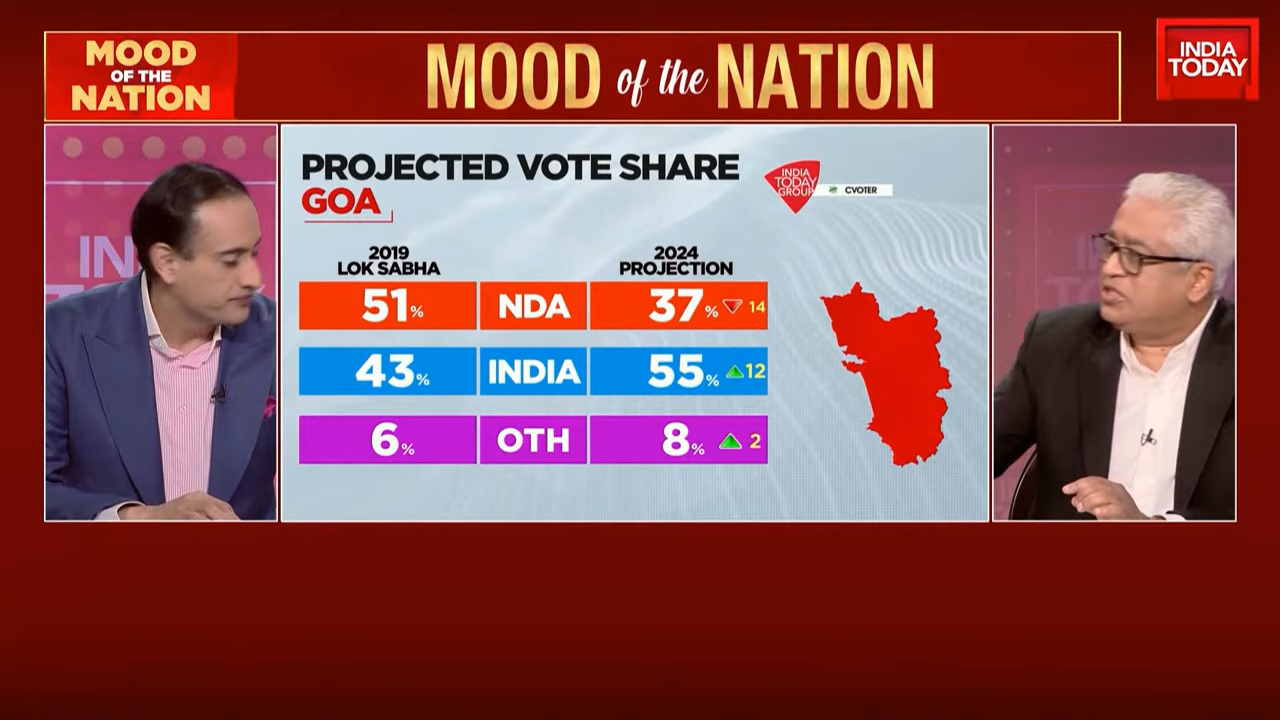 MOOD
OF THE
NATION
MOOD of the NATION
INDIA
TODAY
IN
PROJECTED VOTE SHARE
GOA
INDIA
TODAY
GROUP
CVOTER
2019
LOK SABHA
2024
PROJECTION
51% NDA 37% 14
43% INDIA 55% 12
6% OTH 8% 2